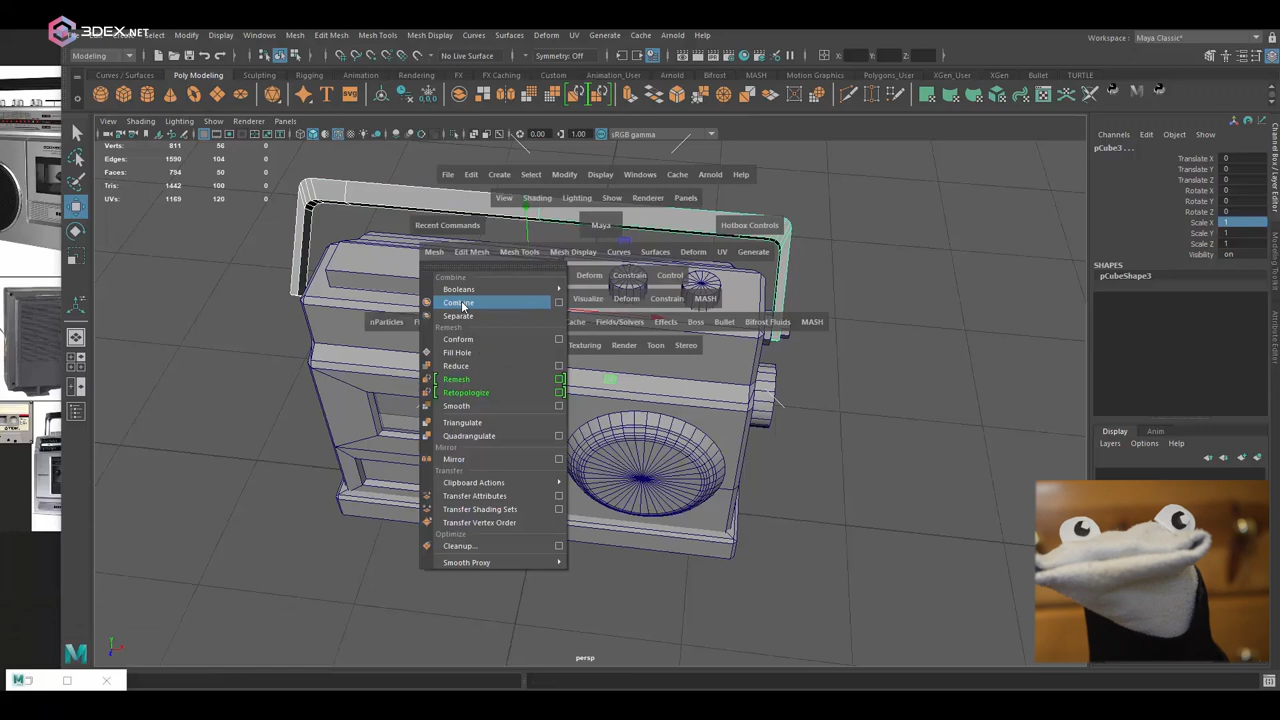 3DEX.NET
Create Select Modify Display Windows Mesh Edit Mesh Mesh Tools Mesh Display Curves Surfaces Deform UV Generate Cache Arnold Help
Workspace : Maya Classic*
Modeling
No Live Surface
Symmetry: Off
Curves / Surfaces Poly Modeling Sculpting Rigging Animation Rendering FX FX Caching Custom Animation_User Arnold Bifrost MASH Motion Graphics Polygons_User XGen_User XGen Bullet TURTLE
View Shading Lighting Show Renderer Panels
0.00 1.00 sRGB gamma
Verts: 811 56 0
Edges: 1590 104 0
Faces: 794 50 0
Tris: 1442 100 0
UVs: 1169 120 0
File Edit Create Select Modify Display Windows Cache Arnold Help
View Shading Lighting Show Renderer Panels
Recent Commands Maya Hotbox Controls
Mesh Edit Mesh Mesh Tools Mesh Display Curves Surfaces Deform UV Generate
Deform Constrain Control
Visualize Deform Constrain MASH
nParticles
Fields/Solvers Effects Boss Bullet Bifrost Fluids MASH
Texturing Render Toon Stereo
Combine
Booleans
Combine
Separate
Remesh
Conform
Fill Hole
Reduce
Remesh
Retopologize
Smooth
Triangulate
Quadrangulate
Mirror
Mirror
Transfer
Clipboard Actions
Transfer Attributes
Transfer Shading Sets
Transfer Vertex Order
Optimize
Cleanup...
Smooth Proxy
persp
Channels Edit Object Show
pCube3 . . .
Translate X 0
Translate Y 0
Translate Z 0
Rotate X 0
Rotate Y 0
Rotate Z 0
Scale X 1
Scale Y 1
Scale Z 1
Visibility on
SHAPES
pCubeShape3
Display Anim
Layers Options Help
Channel Box / Layer Editor
Modeling Toolkit
Attribute Editor